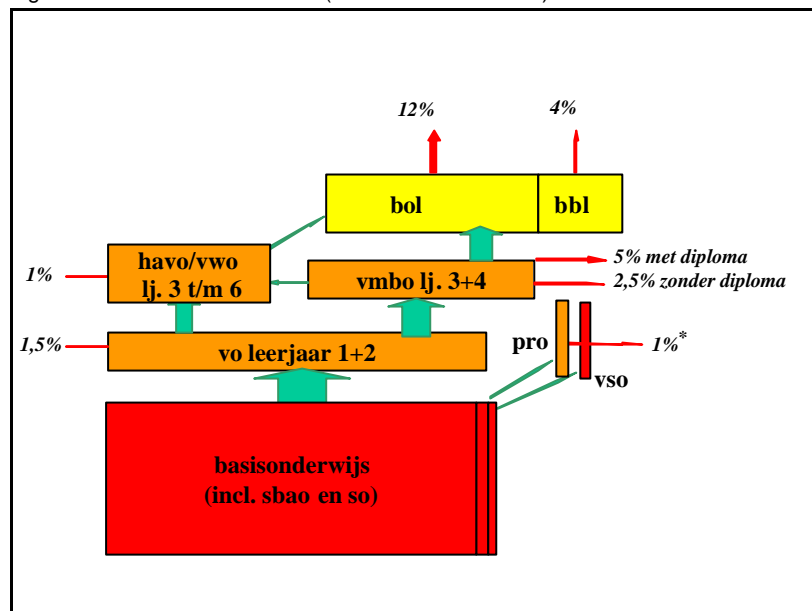 12%
4%
bol
bbl
havo/vwo
lj. 3 t/m 6
1%
vmbo lj. 3+4
5% met diploma
2,5% zonder diploma
1,5%
vo leerjaar 1+2
pro
1%*
vso
basisonderwijs
(incl. sbao en so)